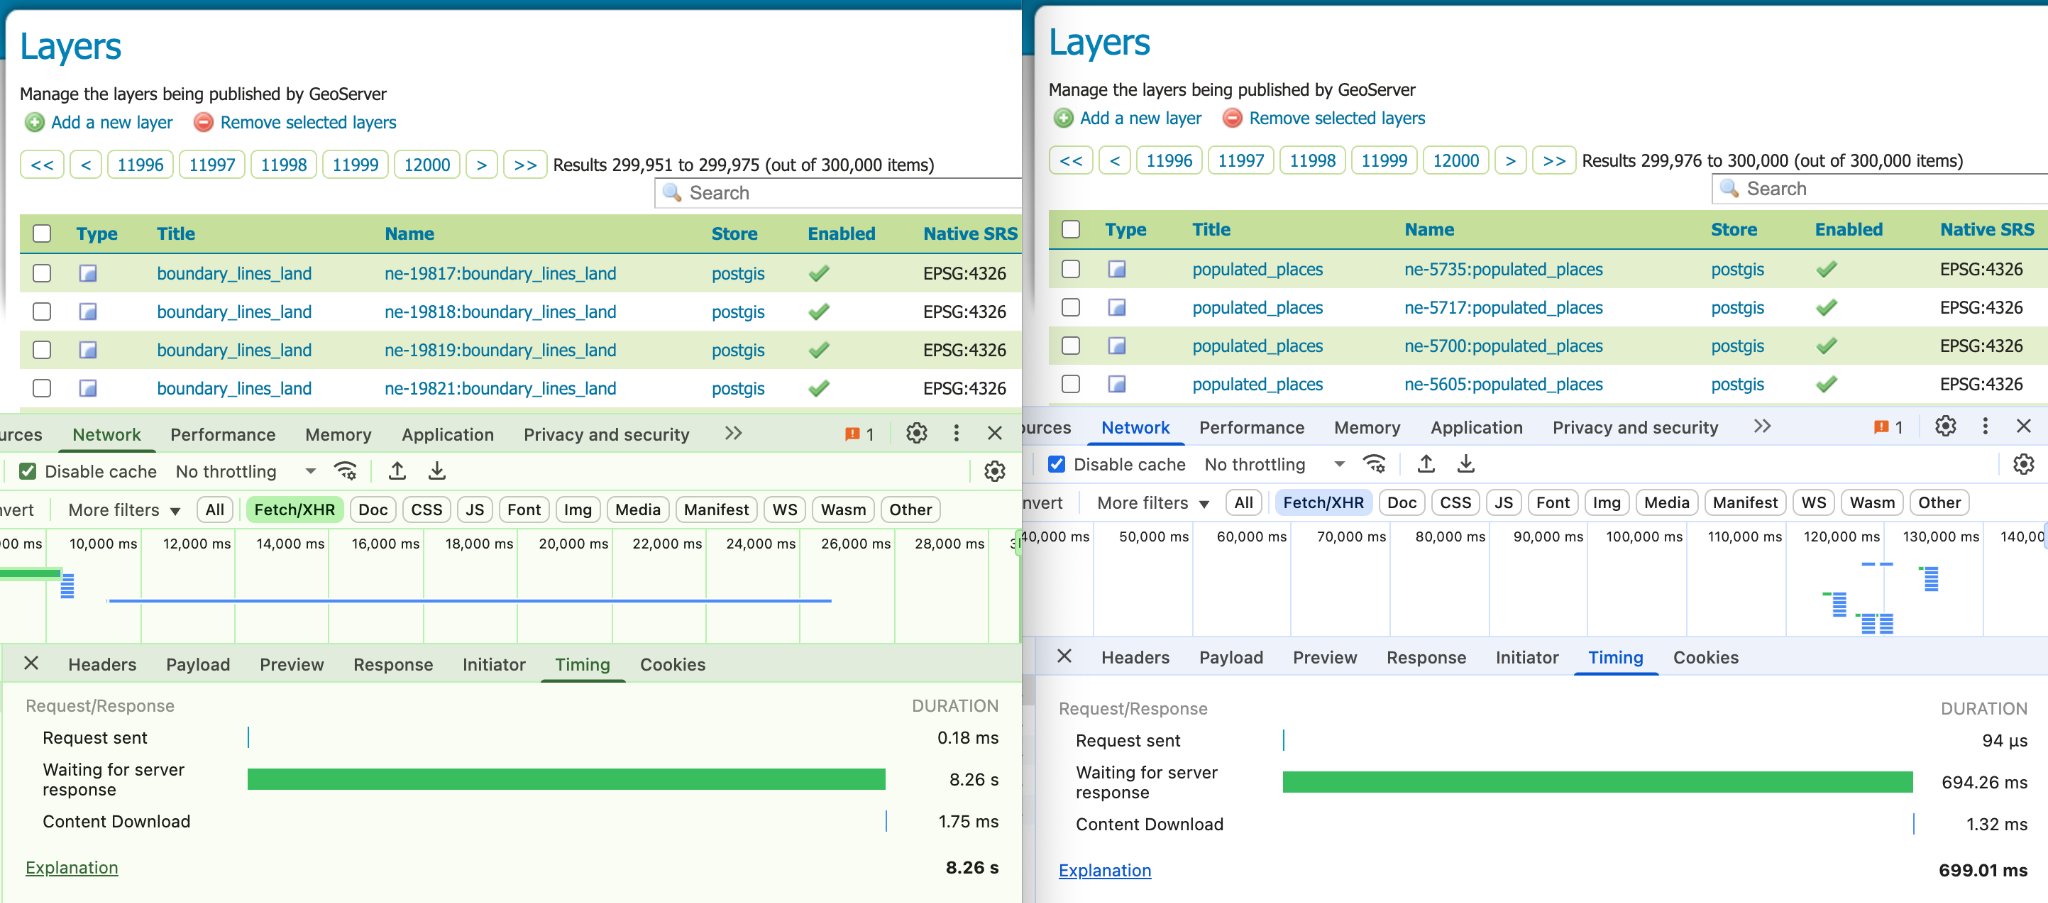 Layers
Manage the layers being published by GeoServer
Add a new layer Remove selected layers
<< < 11996 11997 11998 11999 12000 > >> Results 299,951 to 299,975 (out of 300,000 items)
Search
Type Title Name Store Enabled Native SRS
boundary_lines_land ne-19817:boundary_lines_land postgis EPSG:4326
boundary_lines_land ne-19818:boundary_lines_land postgis EPSG:4326
boundary_lines_land ne-19819:boundary_lines_land postgis EPSG:4326
boundary_lines_land ne-19821:boundary_lines_land postgis EPSG:4326
urces Network Performance Memory Application Privacy and security >> 1
Disable cache No throttling
nvert More filters All Fetch/XHR Doc CSS JS Font Img Media Manifest WS Wasm Other
00 ms 10,000 ms 12,000 ms 14,000 ms 16,000 ms 18,000 ms 20,000 ms 22,000 ms 24,000 ms 26,000 ms 28,000 ms
Headers Payload Preview Response Initiator Timing Cookies
Request/Response DURATION
Request sent 0.18 ms
Waiting for server response 8.26 s
Content Download 1.75 ms
Explanation 8.26 s
Layers
Manage the layers being published by GeoServer
Add a new layer Remove selected layers
<< < 11996 11997 11998 11999 12000 > >> Results 299,976 to 300,000 (out of 300,000 items)
Search
Type Title Name Store Enabled Native SRS
populated_places ne-5735:populated_places postgis EPSG:4326
populated_places ne-5717:populated_places postgis EPSG:4326
populated_places ne-5700:populated_places postgis EPSG:4326
populated_places ne-5605:populated_places postgis EPSG:4326
ources Network Performance Memory Application Privacy and security >> 1
Disable cache No throttling
nvert More filters All Fetch/XHR Doc CSS JS Font Img Media Manifest WS Wasm Other
40,000 ms 50,000 ms 60,000 ms 70,000 ms 80,000 ms 90,000 ms 100,000 ms 110,000 ms 120,000 ms 130,000 ms 140,00
Headers Payload Preview Response Initiator Timing Cookies
Request/Response DURATION
Request sent 94 μs
Waiting for server response 694.26 ms
Content Download 1.32 ms
Explanation 699.01 ms